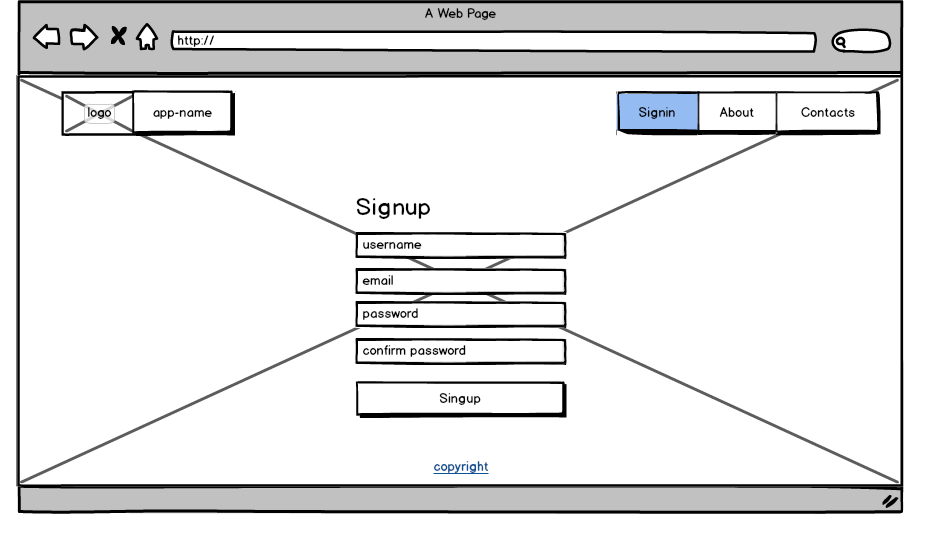 A Web Page
http://
logo
app-name
Signin
About
Contacts
Signup
username
email
password
confirm password
Singup
copyright